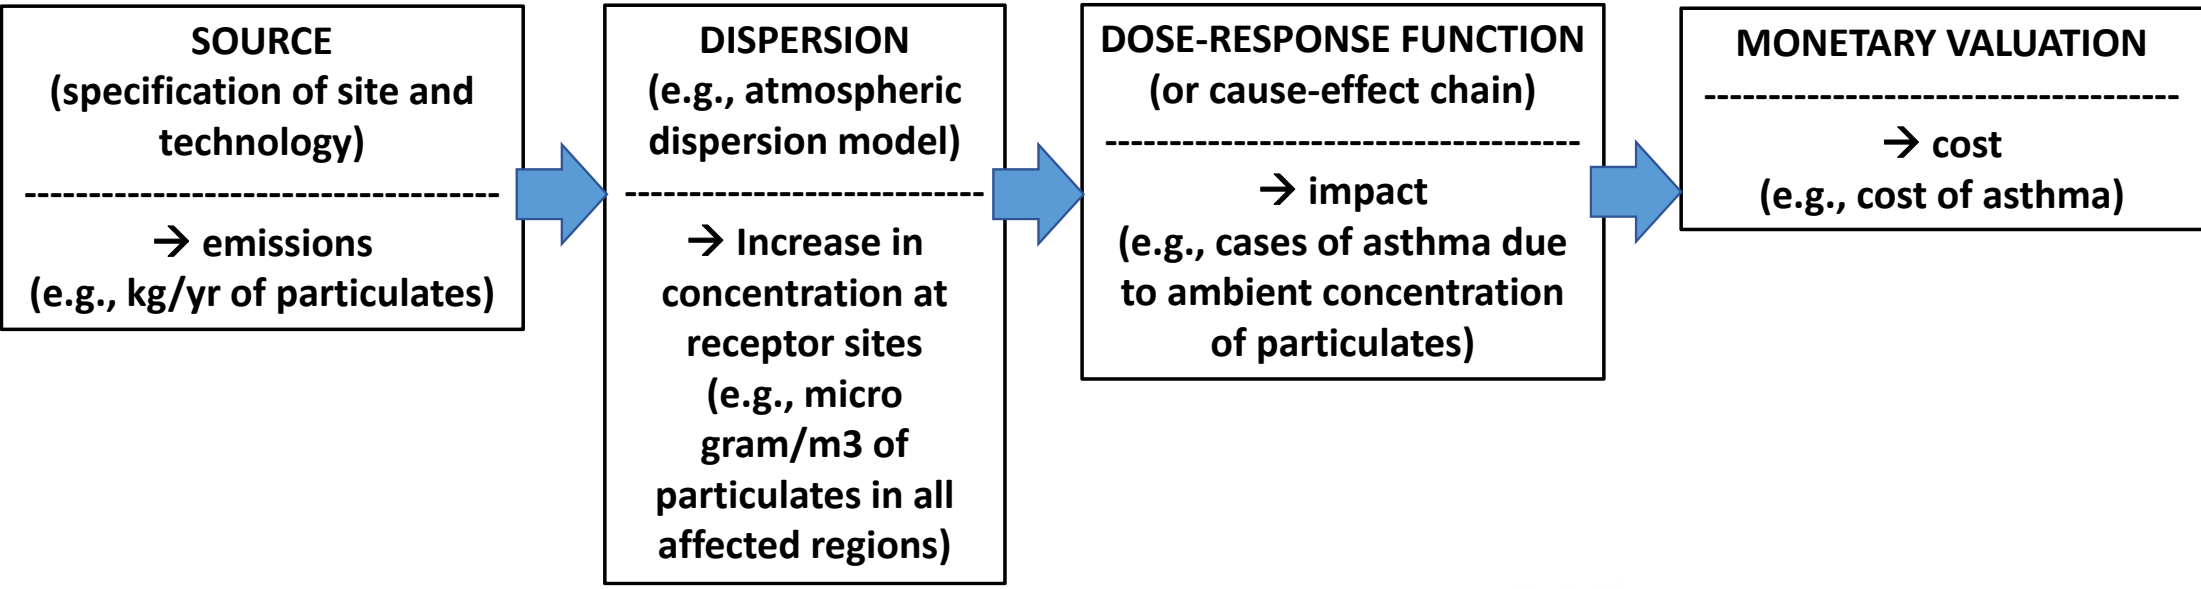 SOURCE
(specification of site and
technology)
-------------------------------------
→ emissions
(e.g., kg/yr of particulates)
DISPERSION
(e.g., atmospheric
dispersion model)
----------------------------
→ Increase in
concentration at
receptor sites
(e.g., micro
gram/m3 of
particulates in all
affected regions)
DOSE-RESPONSE FUNCTION
(or cause-effect chain)
-------------------------------------
→ impact
(e.g., cases of asthma due
to ambient concentration
of particulates)
MONETARY VALUATION
-------------------------------------
→ cost
(e.g., cost of asthma)